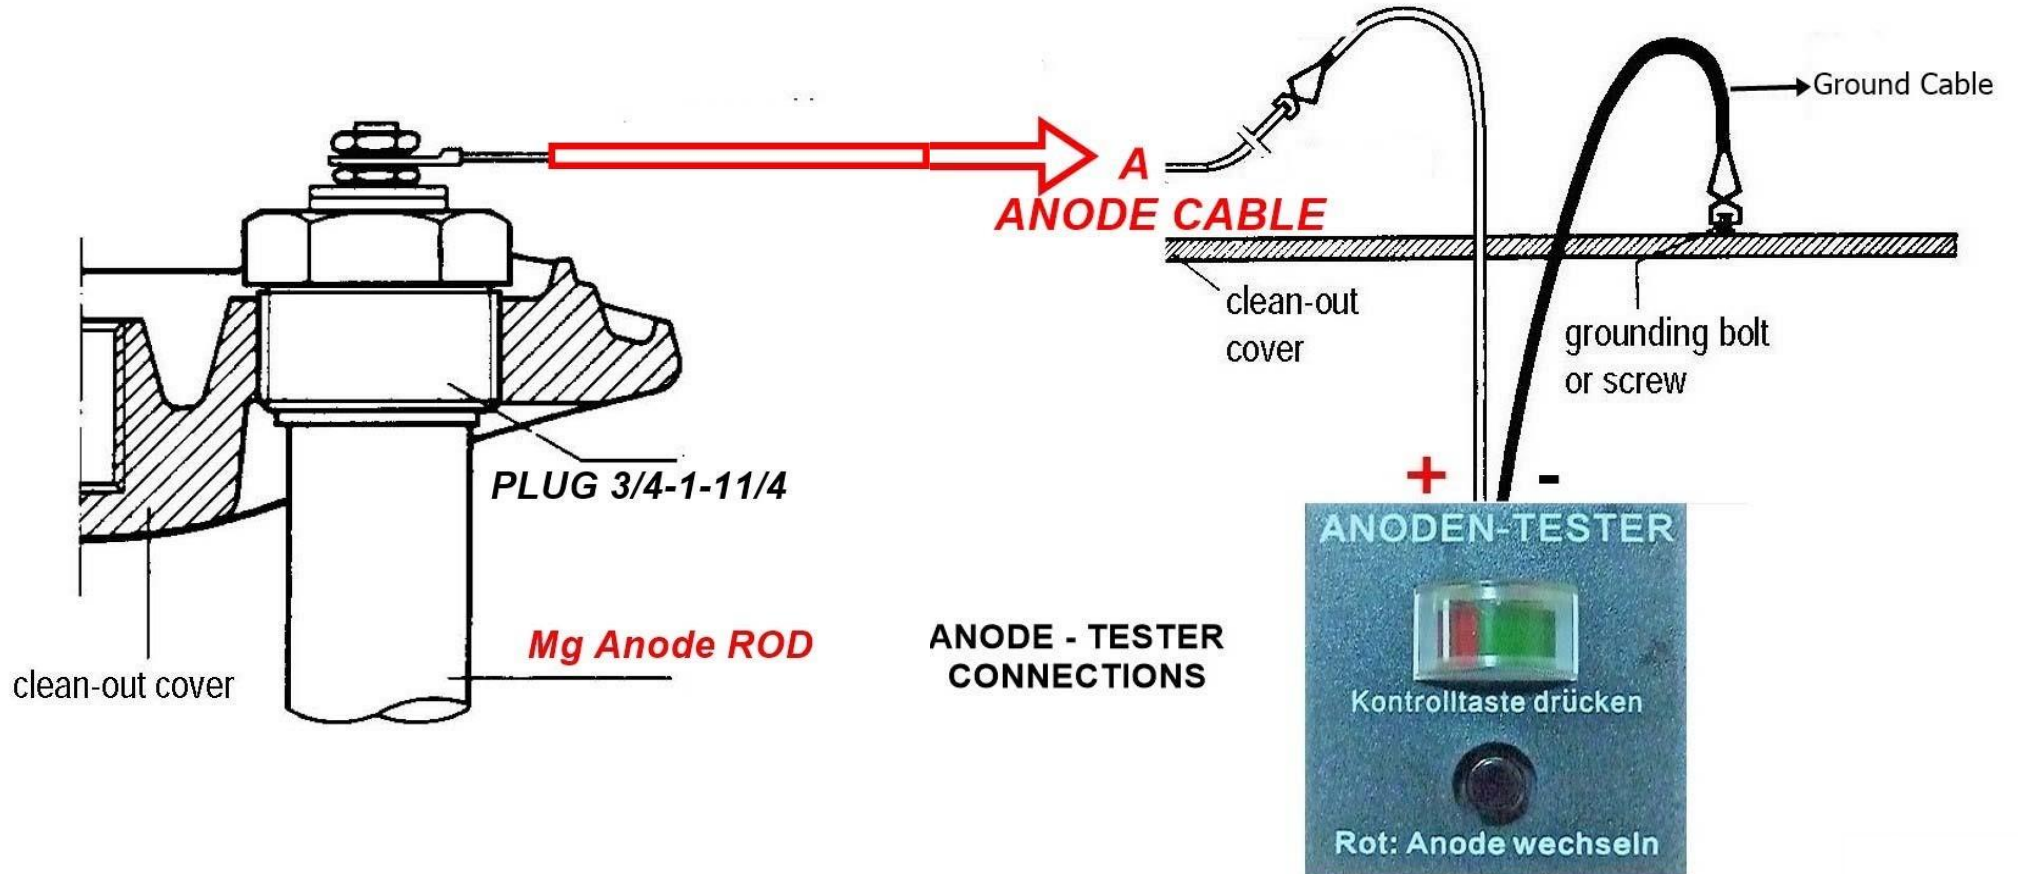 Ground Cable
A
ANODE CABLE
clean-out
cover
grounding bolt
or screw
+ -
PLUG 3/4-1-11/4
ANODEN-TESTER
Mg Anode ROD
ANODE - TESTER
CONNECTIONS
clean-out cover
Kontrolltaste drücken
Rot: Anode wechseln